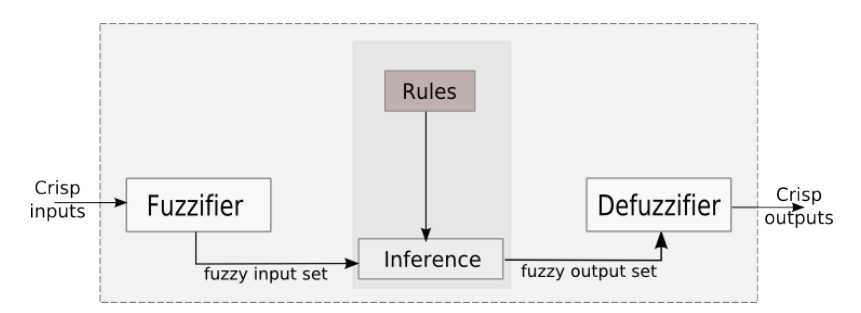 Rules
Crisp
inputs
Fuzzifier
Defuzzifier
Crisp
outputs
Inference
fuzzy input set
fuzzy output set